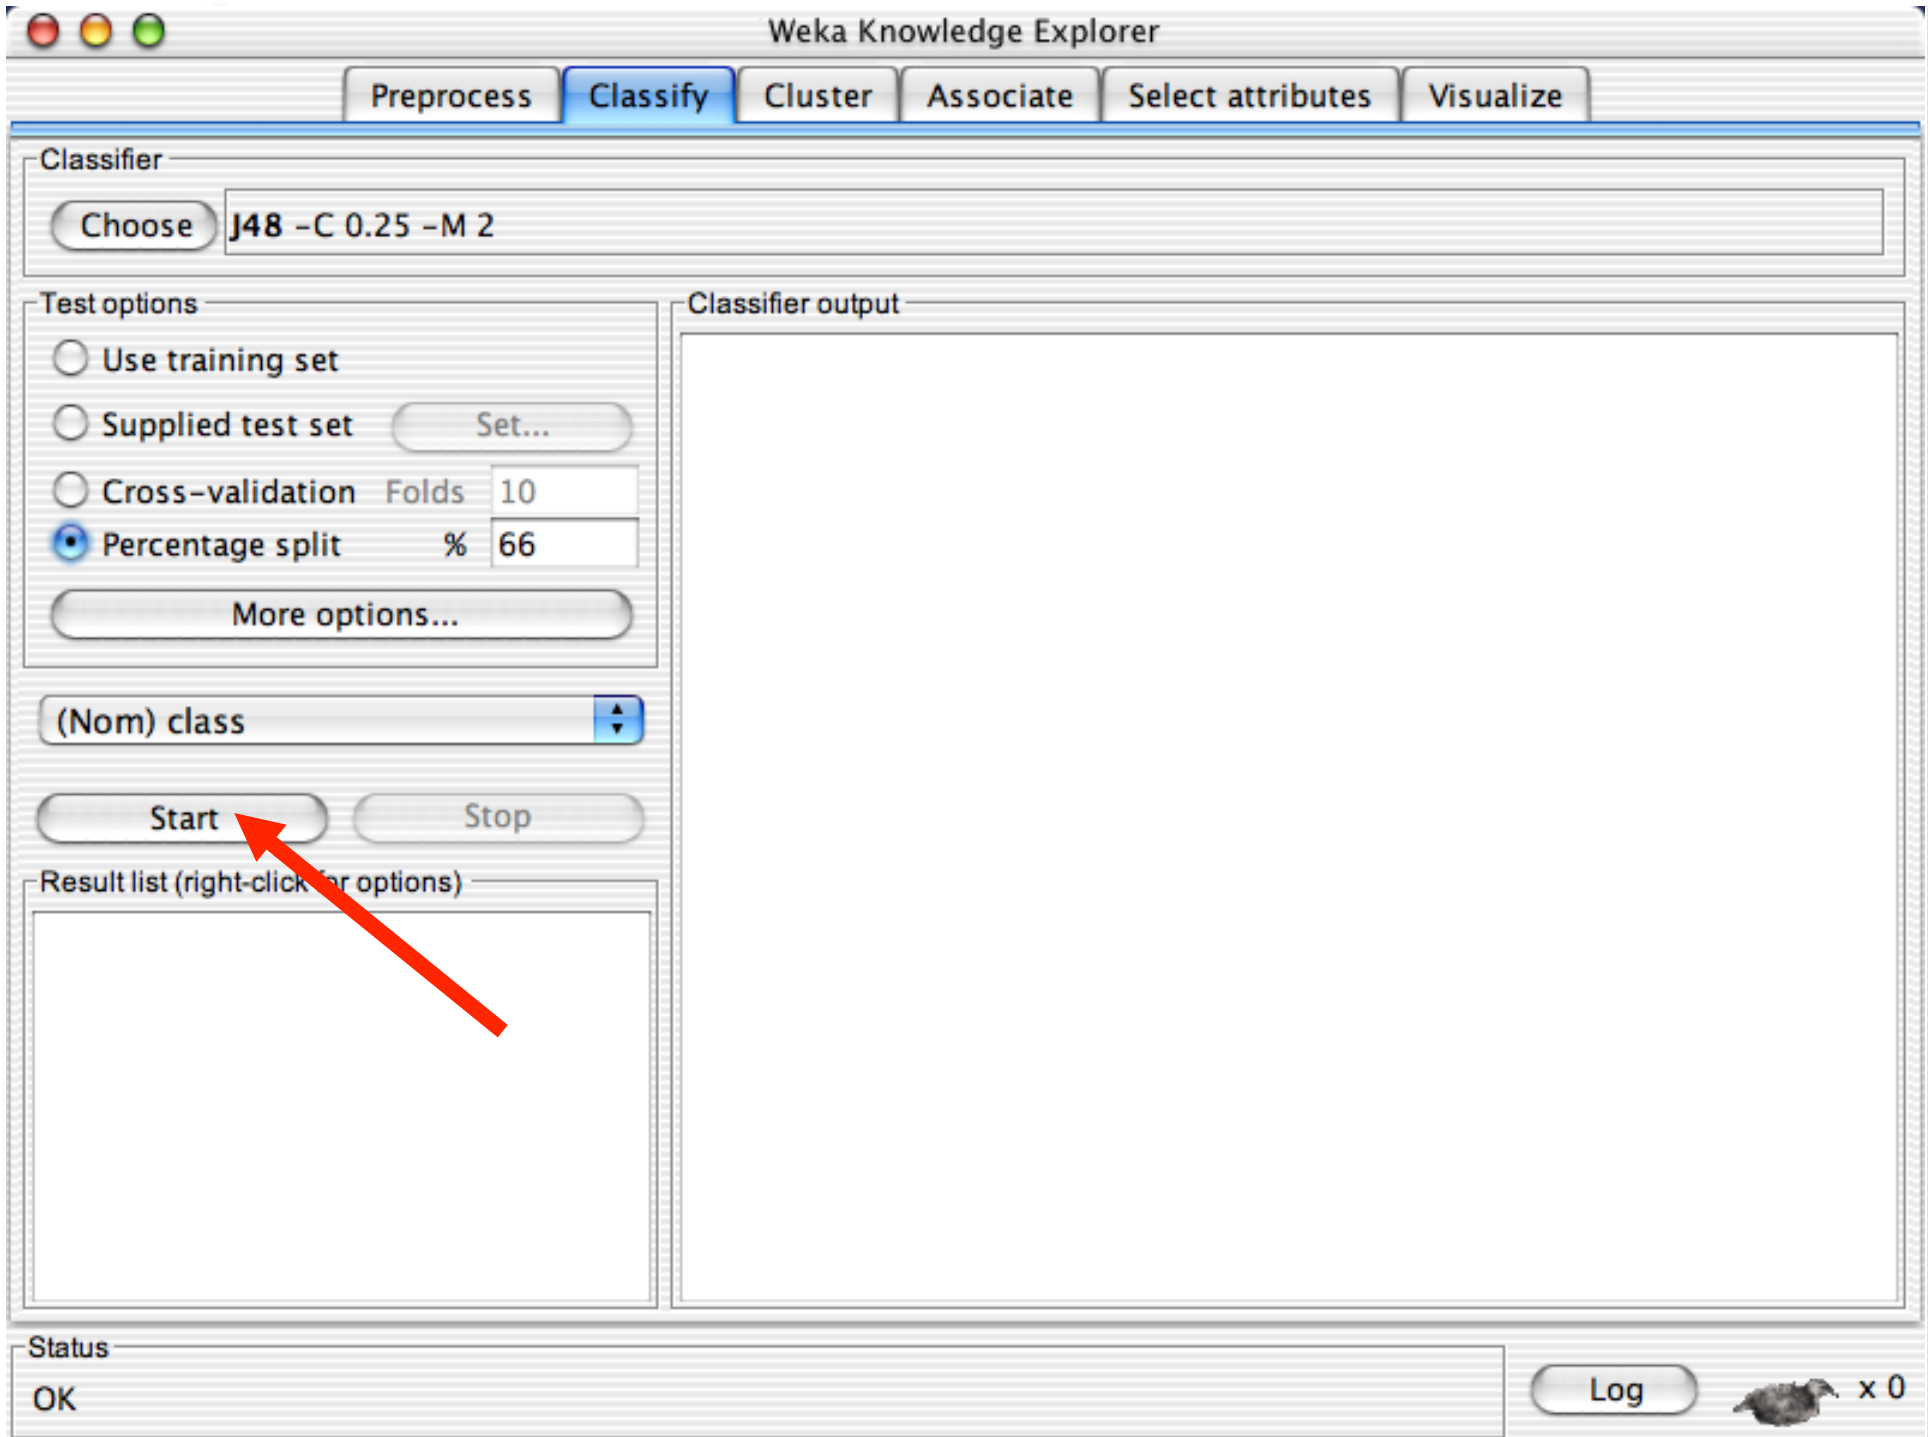 Weka Knowledge Explorer
Preprocess Classify Cluster Associate Select attributes Visualize
Classifier
Choose J48 -C 0.25 -M 2
Test options
Use training set
Supplied test set Set...
Cross-validation Folds 10
Percentage split % 66
More options...
(Nom) class
Start Stop
Result list (right-click for options)
Classifier output
Status
OK
Log x 0